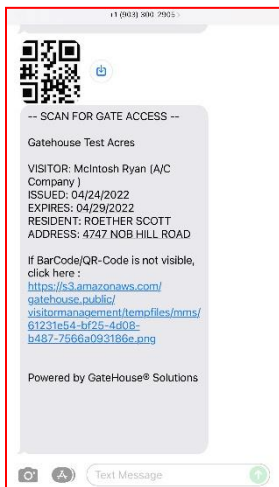 +1 (903) 300-2905 >
-- SCAN FOR GATE ACCESS --
Gatehouse Test Acres
VISITOR: McIntosh Ryan (A/C
Company )
ISSUED: 04/24/2022
EXPIRES: 04/29/2022
RESIDENT: ROETHER SCOTT
ADDRESS: 4747 NOB HILL ROAD
If BarCode/QR-Code is not visible,
click here :
https://s3.amazonaws.com/
gatehouse.public/
visitormanagement/tempfiles/mms/
61231e54-bf25-4d08-
b487-7566a093186e.png
Powered by GateHouse® Solutions
Text Message